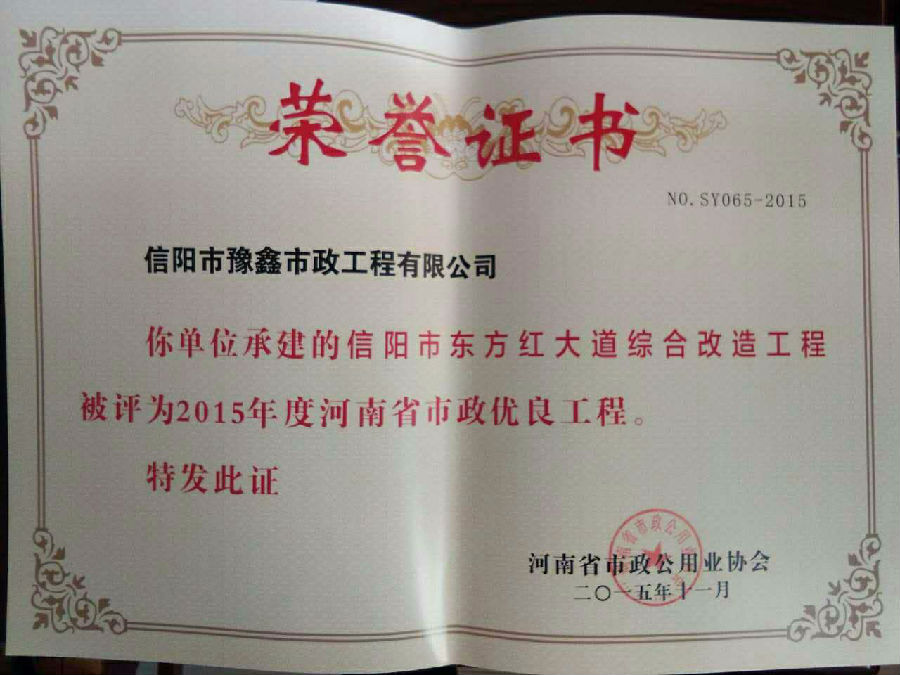 荣誉证书
NO.SY065-2015
信阳市豫鑫市政工程有限公司
你单位承建的信阳市东方红大道综合改造工程
被评为2015年度河南省市政优良工程。
特发此证
河南省市政公用业协会
二〇一五年十一月